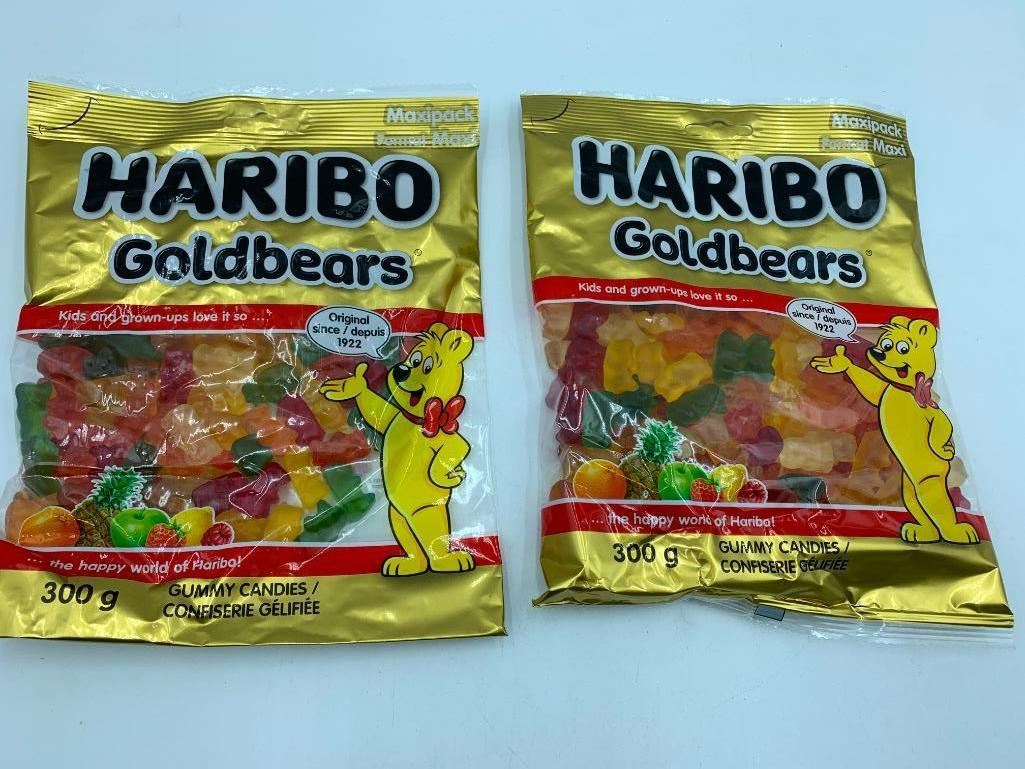 Maxipack
Format Maxi
HARIBO
Goldbears®
Kids and grown-ups love it so ....
Original
since / depuis
1922
... the happy world of Haribo!
300 g
GUMMY CANDIES /
CONFISERIE GÉLIFIÉE
Maxipack
Format Maxi
HARIBO
Goldbears®
Kids and grown-ups love it so ...
Original
since / depuis
1922
... the happy world of Haribo!
300 g
GUMMY CANDIES /
CONFISERIE GÉLIFIÉE